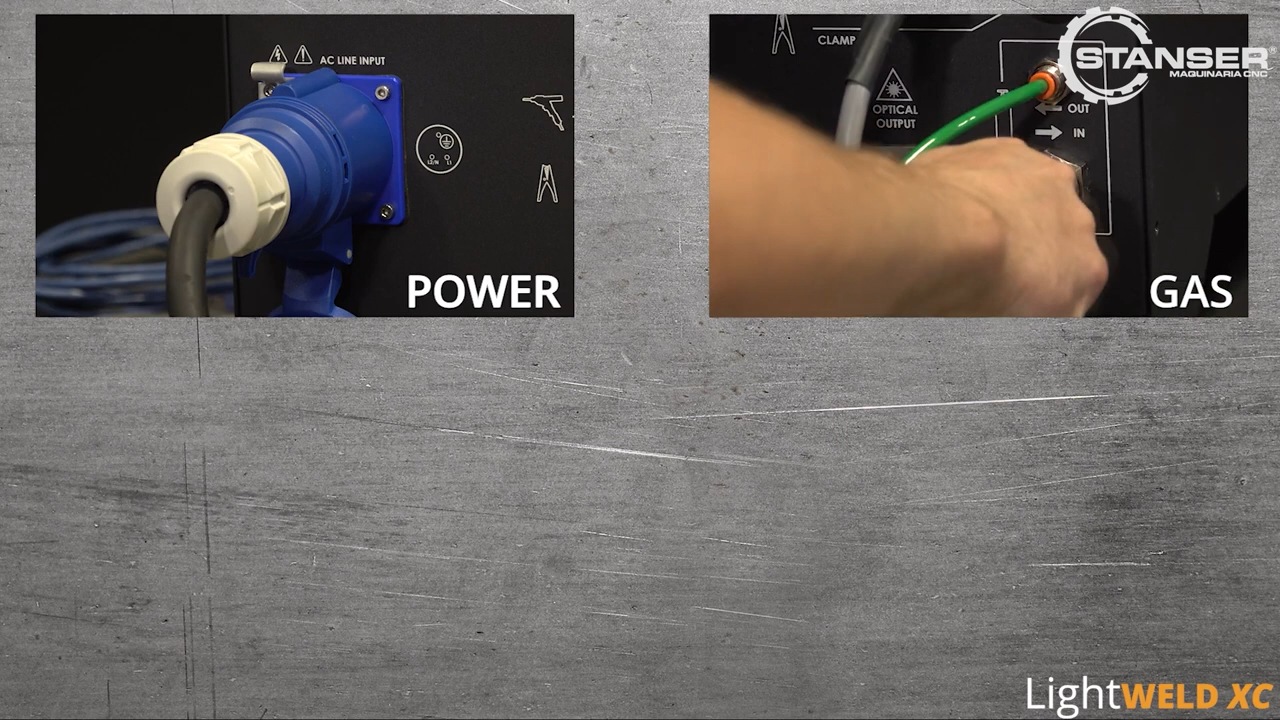 AC LINE INPUT
POWER
CLAMP
OPTICAL
OUTPUT
OUT
IN
GAS
STANSER®
MAQUINARIA CNC
LightWELD XC